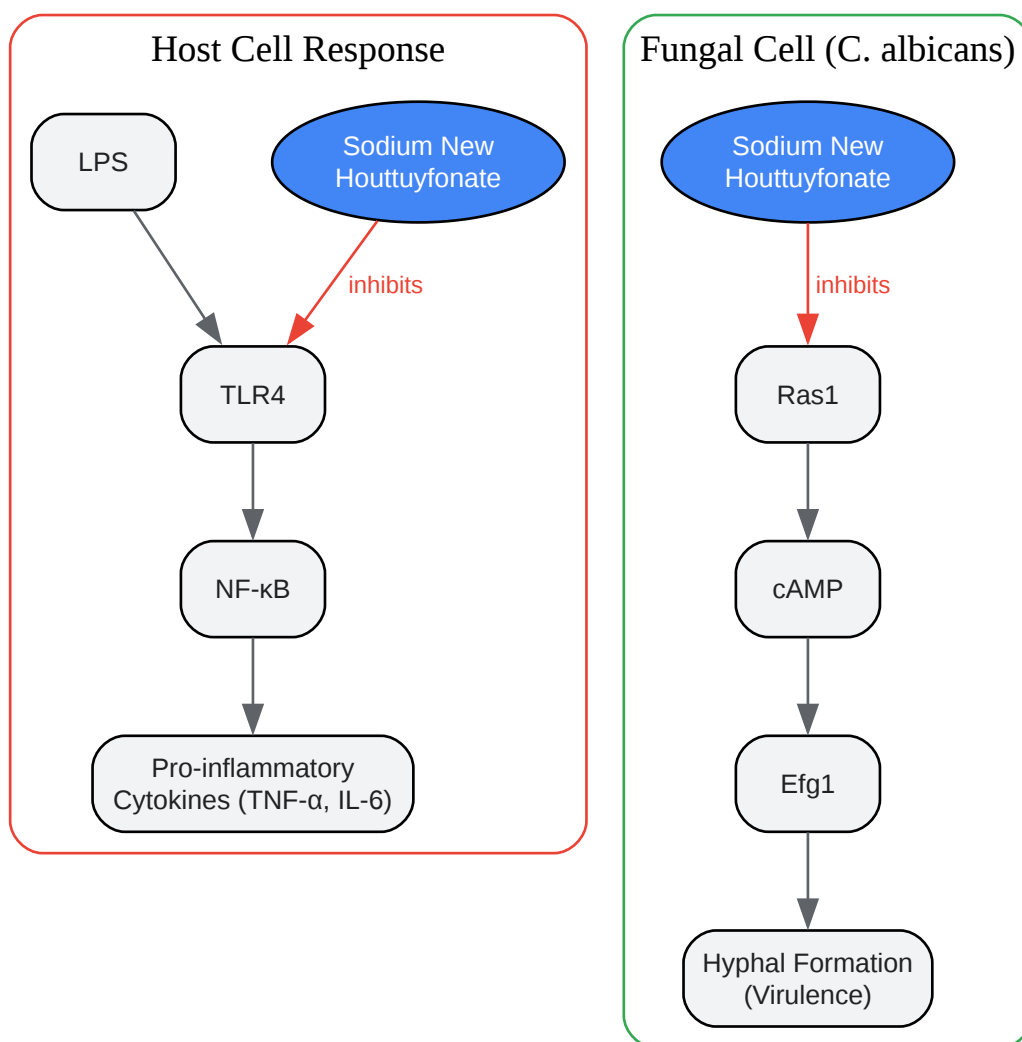 Host Cell Response
LPS
Sodium New
Houttuyfonate
inhibits
TLR4
NF-κB
Pro-inflammatory
Cytokines (TNF-α, IL-6)
Fungal Cell (C. albicans)
Sodium New
Houttuyfonate
inhibits
Ras1
cAMP
Efg1
Hyphal Formation
(Virulence)